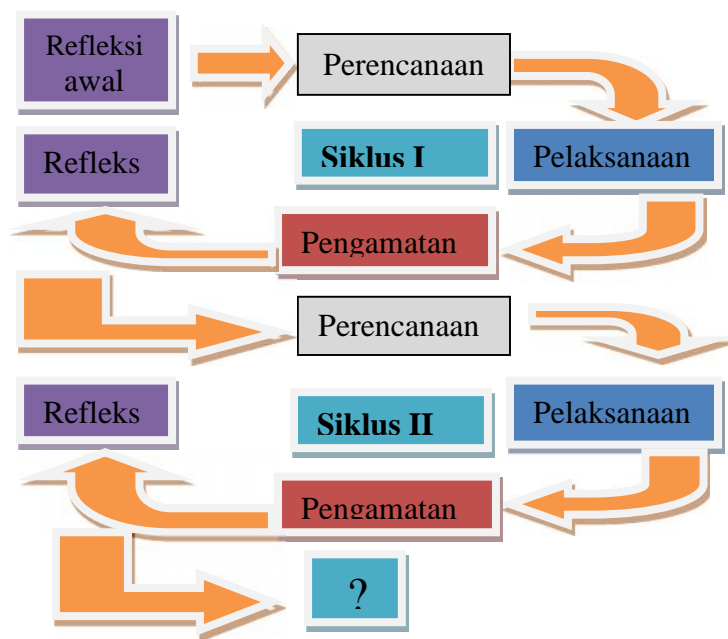 Refleksi
awal
Perencanaan
Refleks
Siklus I
Pelaksanaan
Pengamatan
Perencanaan
Refleks
Siklus II
Pelaksanaan
Pengamatan
?